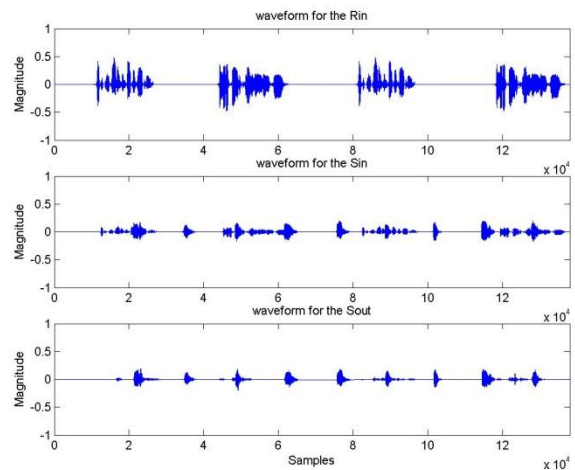 waveform for the Rin
1
0.5
0
-0.5
-1
Magnitude
0 2 4 6 8 10 12
x 10^4
waveform for the Sin
1
0.5
0
-0.5
-1
Magnitude
0 2 4 6 8 10 12
x 10^4
waveform for the Sout
1
0.5
0
-0.5
-1
Magnitude
0 2 4 6 8 10 12
Samples
x 10^4